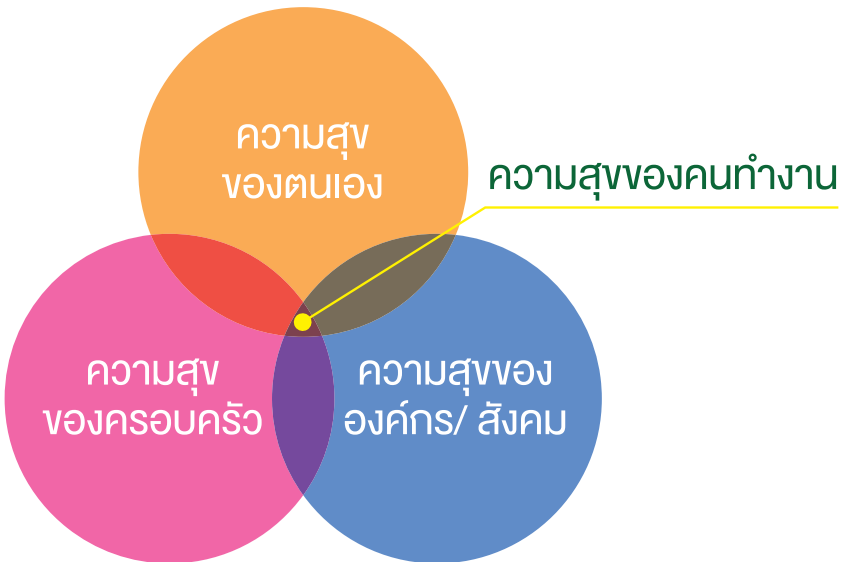 ความสุข
ของตนเอง
ความสุขของคนทำงาน
ความสุข
ของครอบครัว
ความสุขของ
องค์กร/ สังคม